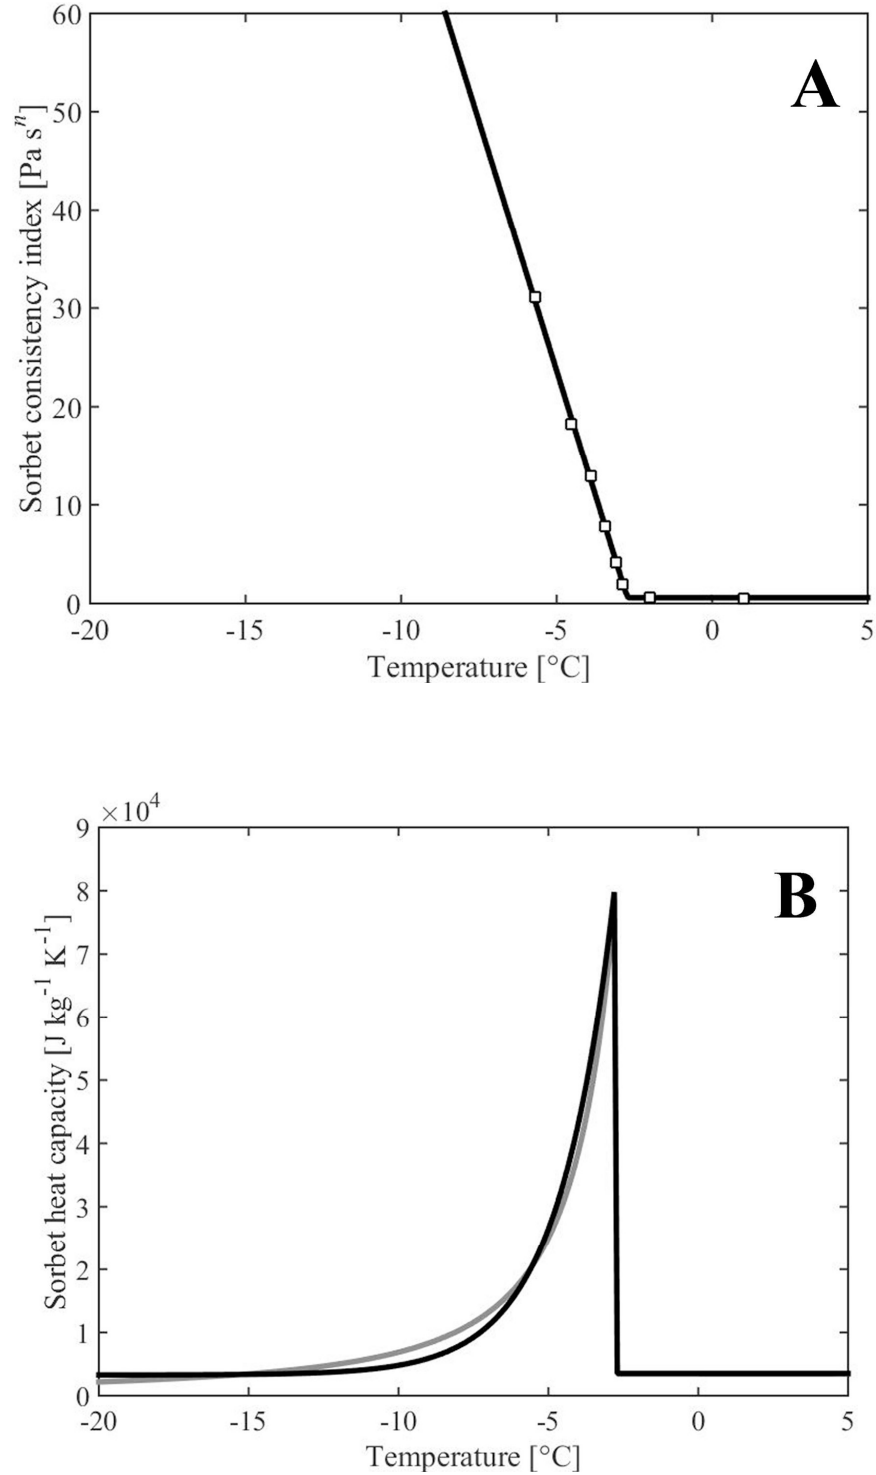 60
A
50
40
30
20
10
0
Sorbet consistency index [Pa sⁿ]
-20 -15 -10 -5 0 5
Temperature [°C]
×10⁴
9
B
8
7
6
5
4
3
2
1
0
Sorbet heat capacity [J kg⁻¹ K⁻¹]
-20 -15 -10 -5 0 5
Temperature [°C]